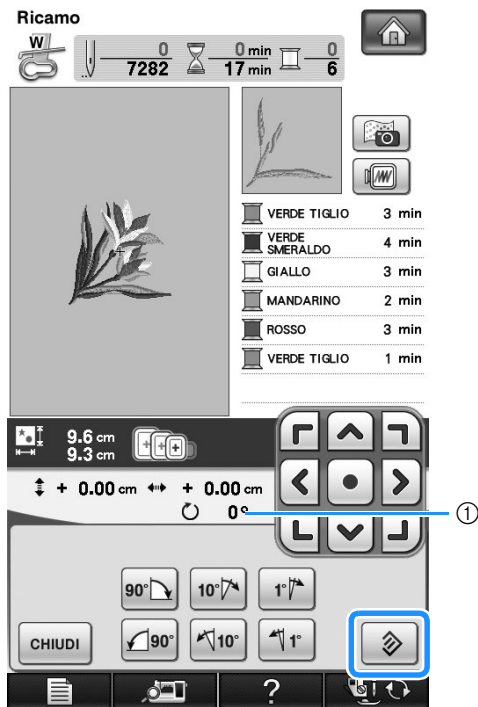 Ricamo
W
0 0 min 0
7282 17 min 6
VERDE TIGLIO 3 min
VERDE SMERALDO 4 min
GIALLO 3 min
MANDARINO 2 min
ROSSO 3 min
VERDE TIGLIO 1 min
9.6 cm
9.3 cm
+ 0.00 cm + 0.00 cm
0° ①
90° 10° 1°
CHIUDI 90° 10° 1°
?